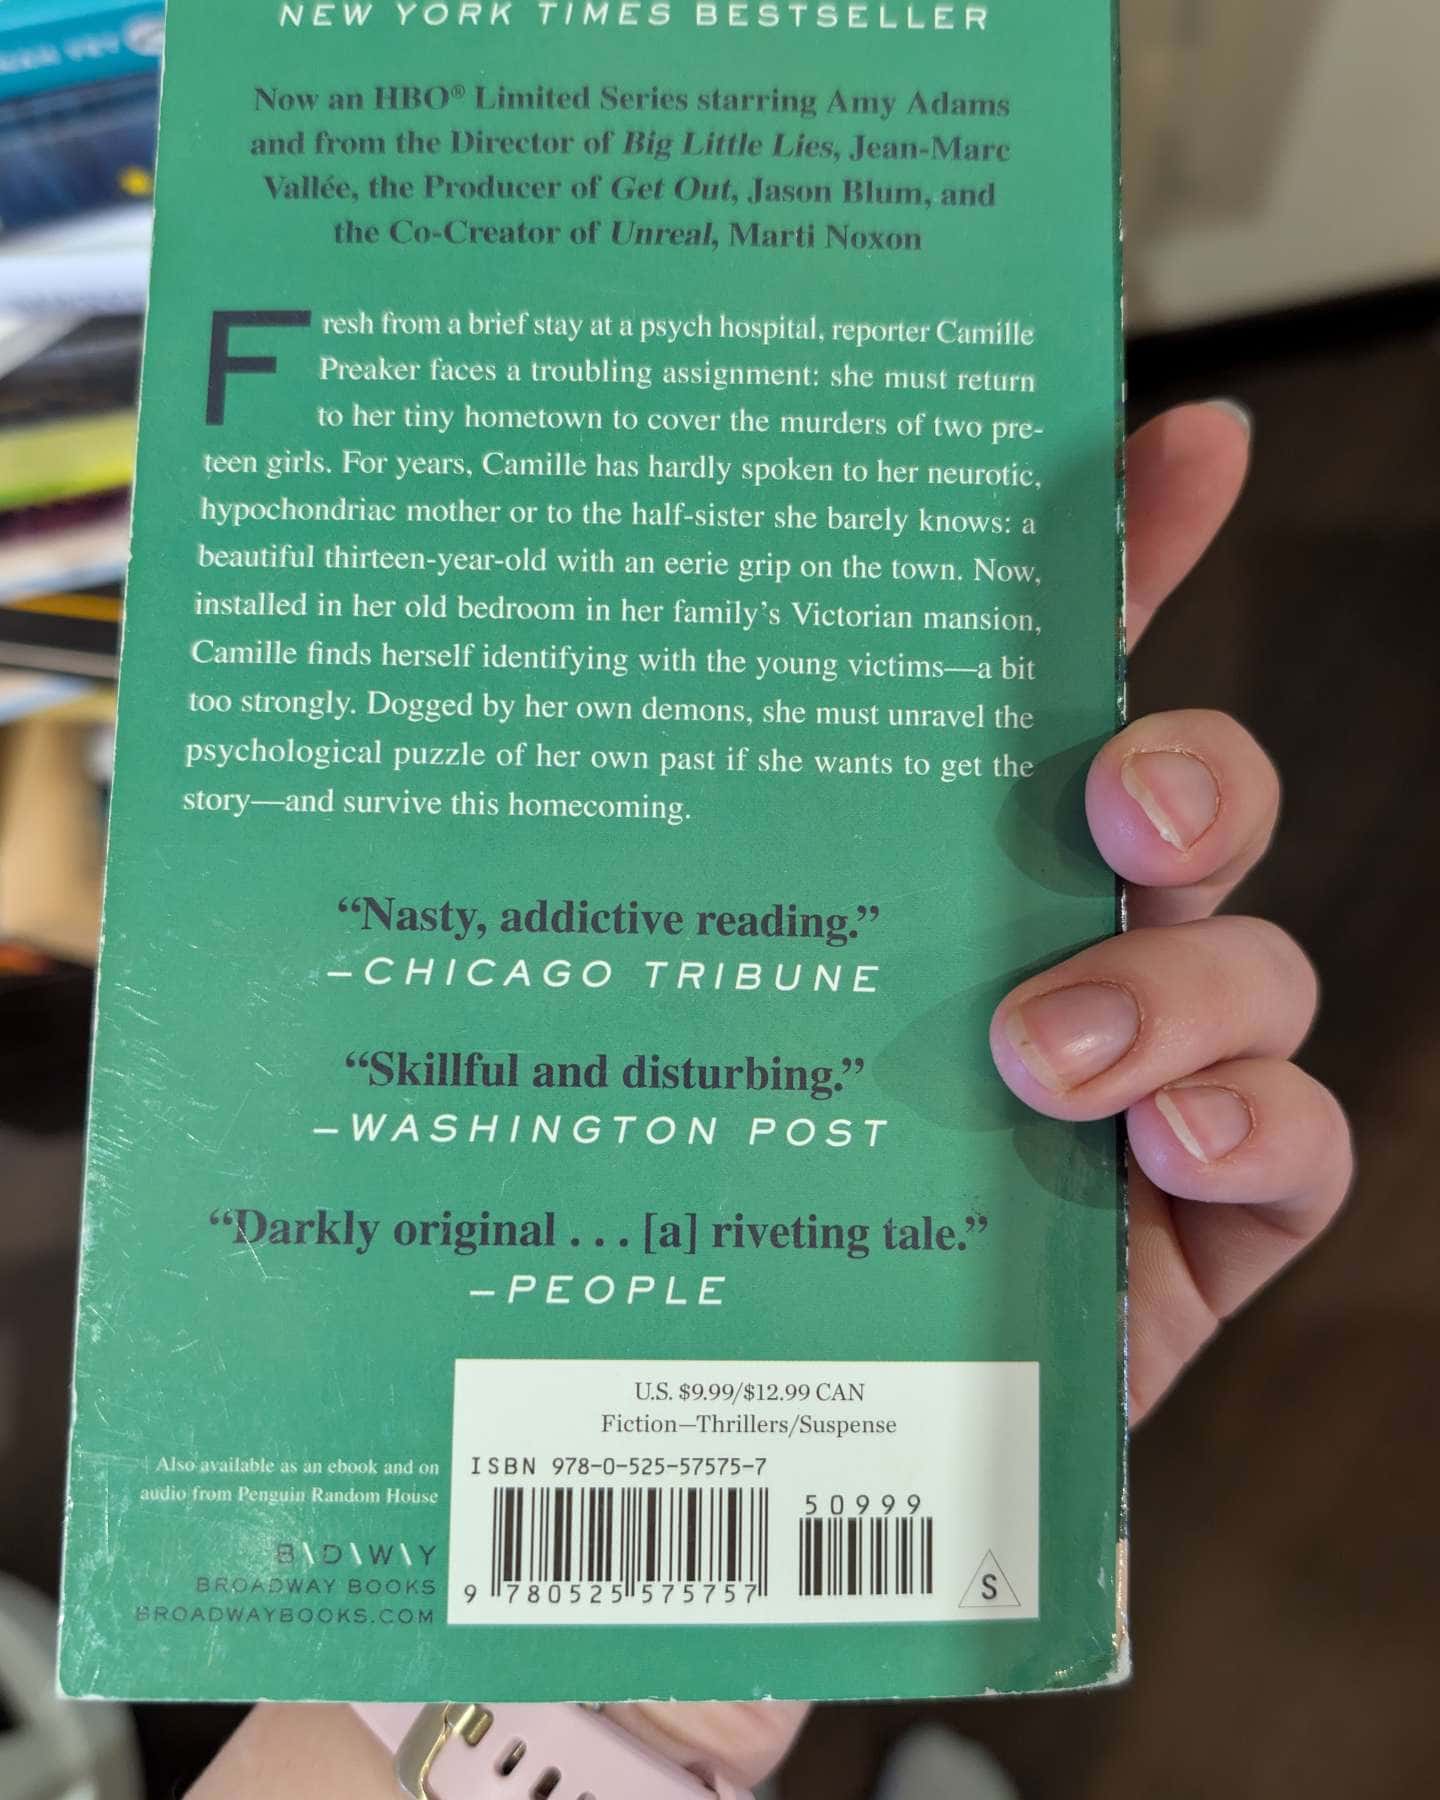 NEW YORK TIMES BESTSELLER
Now an HBO® Limited Series starring Amy Adams
and from the Director of Big Little Lies, Jean-Marc
Vallée, the Producer of Get Out, Jason Blum, and
the Co-Creator of Unreal, Marti Noxon
Fresh from a brief stay at a psych hospital, reporter Camille
Preaker faces a troubling assignment: she must return
to her tiny hometown to cover the murders of two pre-
teen girls. For years, Camille has hardly spoken to her neurotic,
hypochondriac mother or to the half-sister she barely knows: a
beautiful thirteen-year-old with an eerie grip on the town. Now,
installed in her old bedroom in her family's Victorian mansion,
Camille finds herself identifying with the young victims—a bit
too strongly. Dogged by her own demons, she must unravel the
psychological puzzle of her own past if she wants to get the
story—and survive this homecoming.
“Nasty, addictive reading.”
–CHICAGO TRIBUNE
“Skillful and disturbing.”
–WASHINGTON POST
“Darkly original . . . [a] riveting tale.”
–PEOPLE
U.S. $9.99/$12.99 CAN
Fiction—Thrillers/Suspense
ISBN 978-0-525-57575-7
50999
9 780525 575757
S
Also available as an ebook and on
audio from Penguin Random House
B\D\W\Y
BROADWAY BOOKS
BROADWAYBOOKS.COM